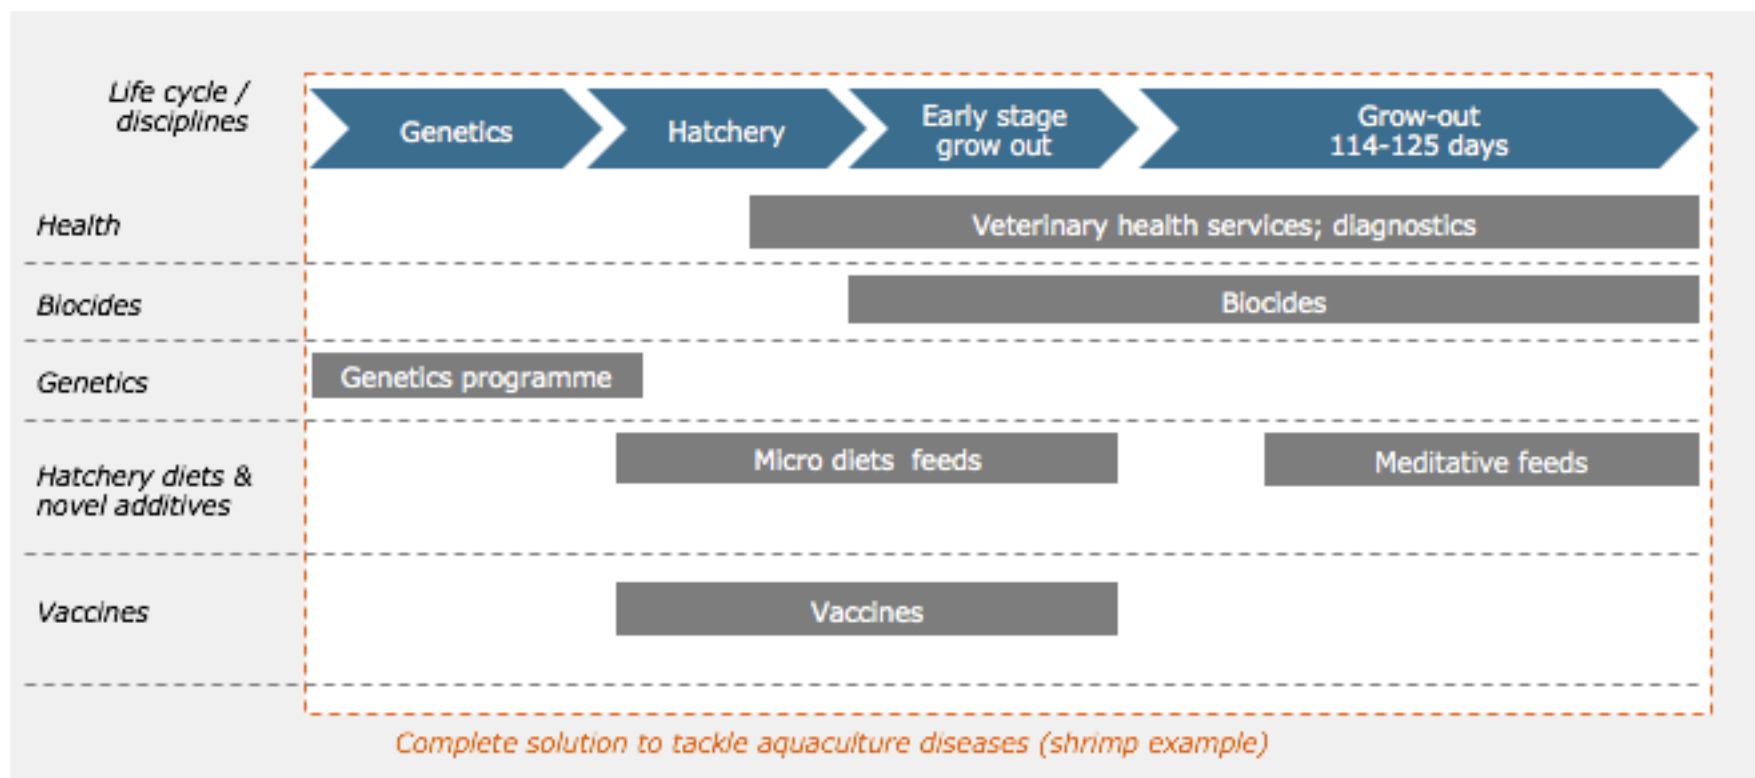 Life cycle /
disciplines
Genetics
Hatchery
Early stage
grow out
Grow-out
114-125 days
Health
Veterinary health services; diagnostics
Biocides
Biocides
Genetics
Genetics programme
Hatchery diets &
novel additives
Micro diets feeds
Meditative feeds
Vaccines
Vaccines
Complete solution to tackle aquaculture diseases (shrimp example)